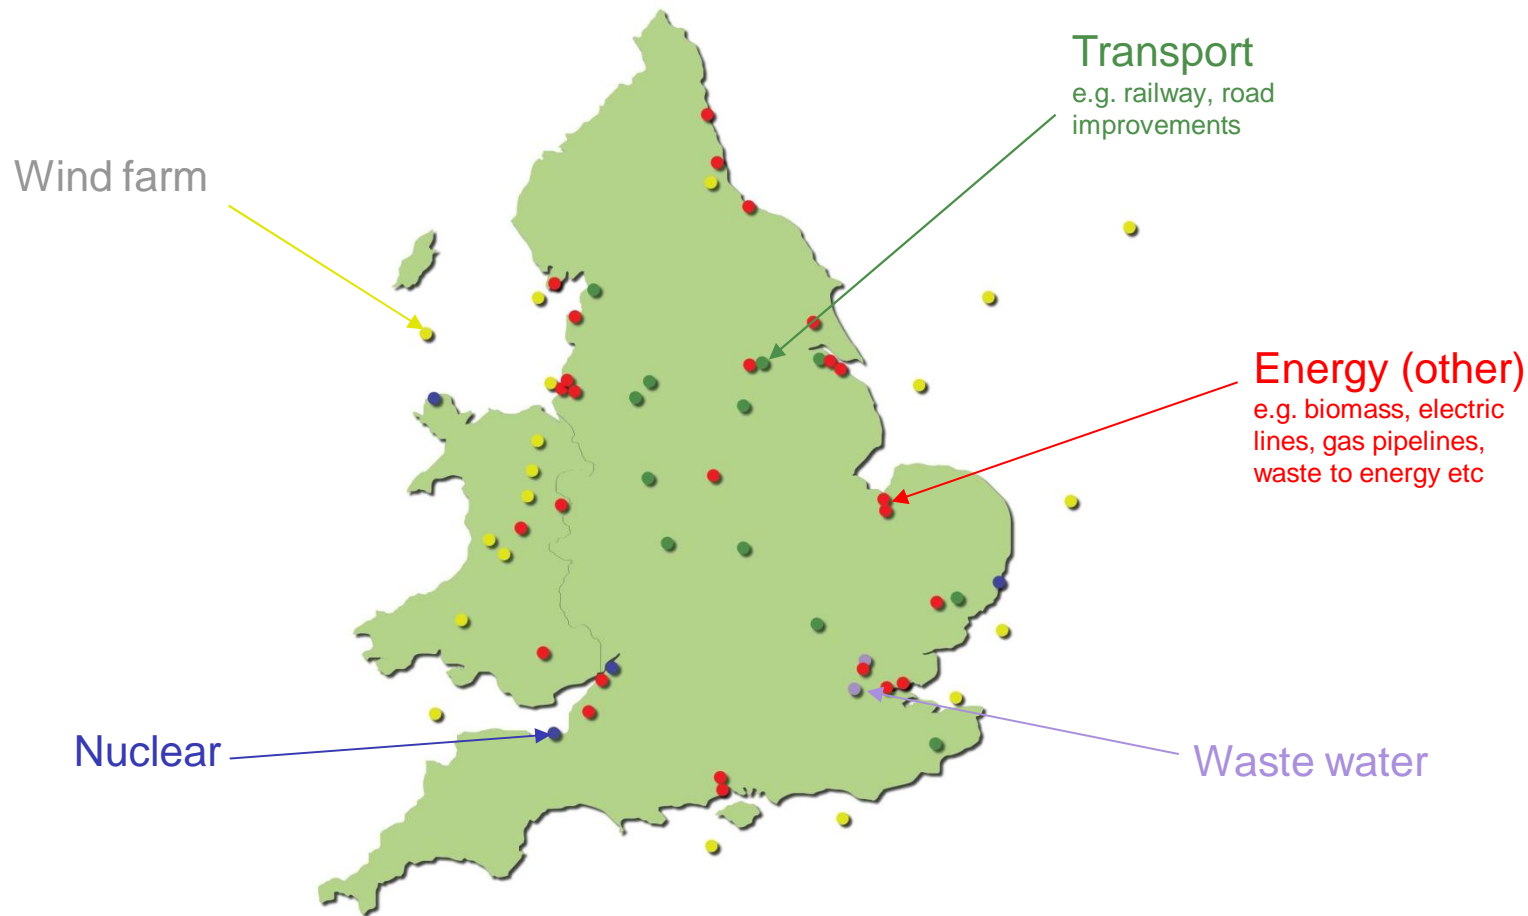 Transport
e.g. railway, road
improvements
Wind farm
Energy (other)
e.g. biomass, electric
lines, gas pipelines,
waste to energy etc
Nuclear
Waste water